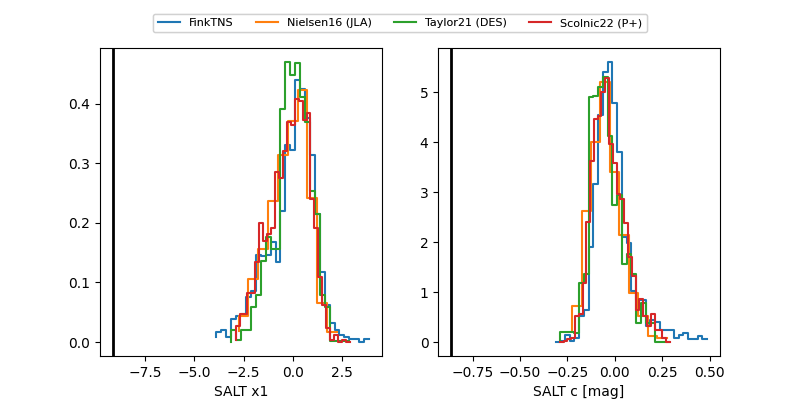 FinkTNS Nielsen16 (JLA) Taylor21 (DES) Scolnic22 (P+)
0.4
0.3
0.2
0.1
0.0
−7.5 −5.0 −2.5 0.0 2.5
SALT x1
5
4
3
2
1
0
−0.75 −0.50 −0.25 0.00 0.25 0.50
SALT c [mag]